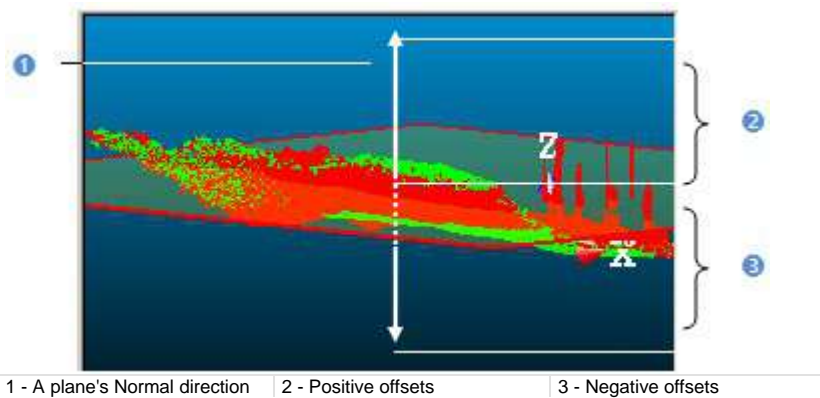 1
2
Z
3
X
1 - A plane's Normal direction 2 - Positive offsets 3 - Negative offsets